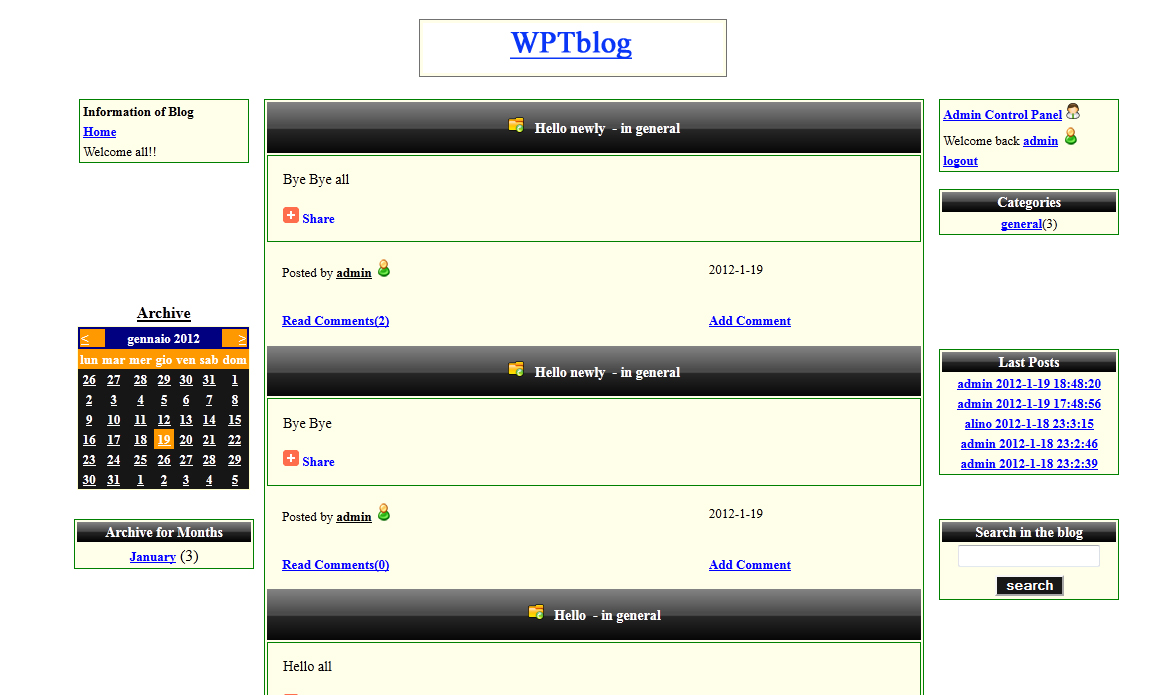 WPTblog
Information of Blog
Home
Welcome all!!
Archive
< gennaio 2012 >
lun mar mer gio ven sab dom
26 27 28 29 30 31 1
2 3 4 5 6 7 8
9 10 11 12 13 14 15
16 17 18 19 20 21 22
23 24 25 26 27 28 29
30 31 1 2 3 4 5
Archive for Months
January (3)
Hello newly - in general
Bye Bye all
Share
Posted by admin 2012-1-19
Read Comments(2) Add Comment
Hello newly - in general
Bye Bye
Share
Posted by admin 2012-1-19
Read Comments(0) Add Comment
Hello - in general
Hello all
Admin Control Panel
Welcome back admin
logout
Categories
general(3)
Last Posts
admin 2012-1-19 18:48:20
admin 2012-1-19 17:48:56
alino 2012-1-18 23:3:15
admin 2012-1-18 23:2:46
admin 2012-1-18 23:2:39
Search in the blog
search